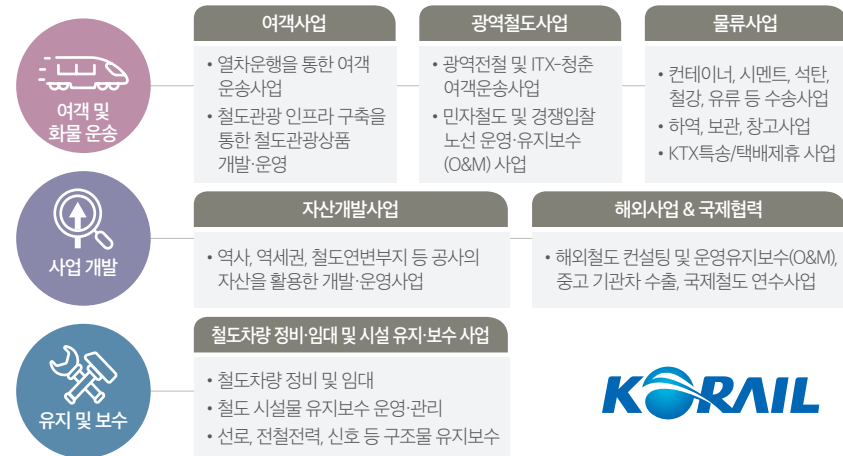 여객 및
화물 운송
여객사업
• 열차운행을 통한 여객
운송사업
• 철도관광 인프라 구축을
통한 철도관광상품
개발·운영
광역철도사업
• 광역전철 및 ITX-청춘
여객운송사업
• 민자철도 및 경쟁입찰
노선 운영·유지보수
(O&M) 사업
물류사업
• 컨테이너, 시멘트, 석탄,
철강, 유류 등 수송사업
• 하역, 보관, 창고사업
• KTX특송/택배제휴 사업
사업 개발
자산개발사업
• 역사, 역세권, 철도연변부지 등 공사의
자산을 활용한 개발·운영사업
해외사업 & 국제협력
• 해외철도 컨설팅 및 운영유지보수(O&M),
중고 기관차 수출, 국제철도 연수사업
유지 및 보수
철도차량 정비·임대 및 시설 유지·보수 사업
• 철도차량 정비 및 임대
• 철도 시설물 유지보수 운영·관리
• 선로, 전철전력, 신호 등 구조물 유지보수
KORAIL